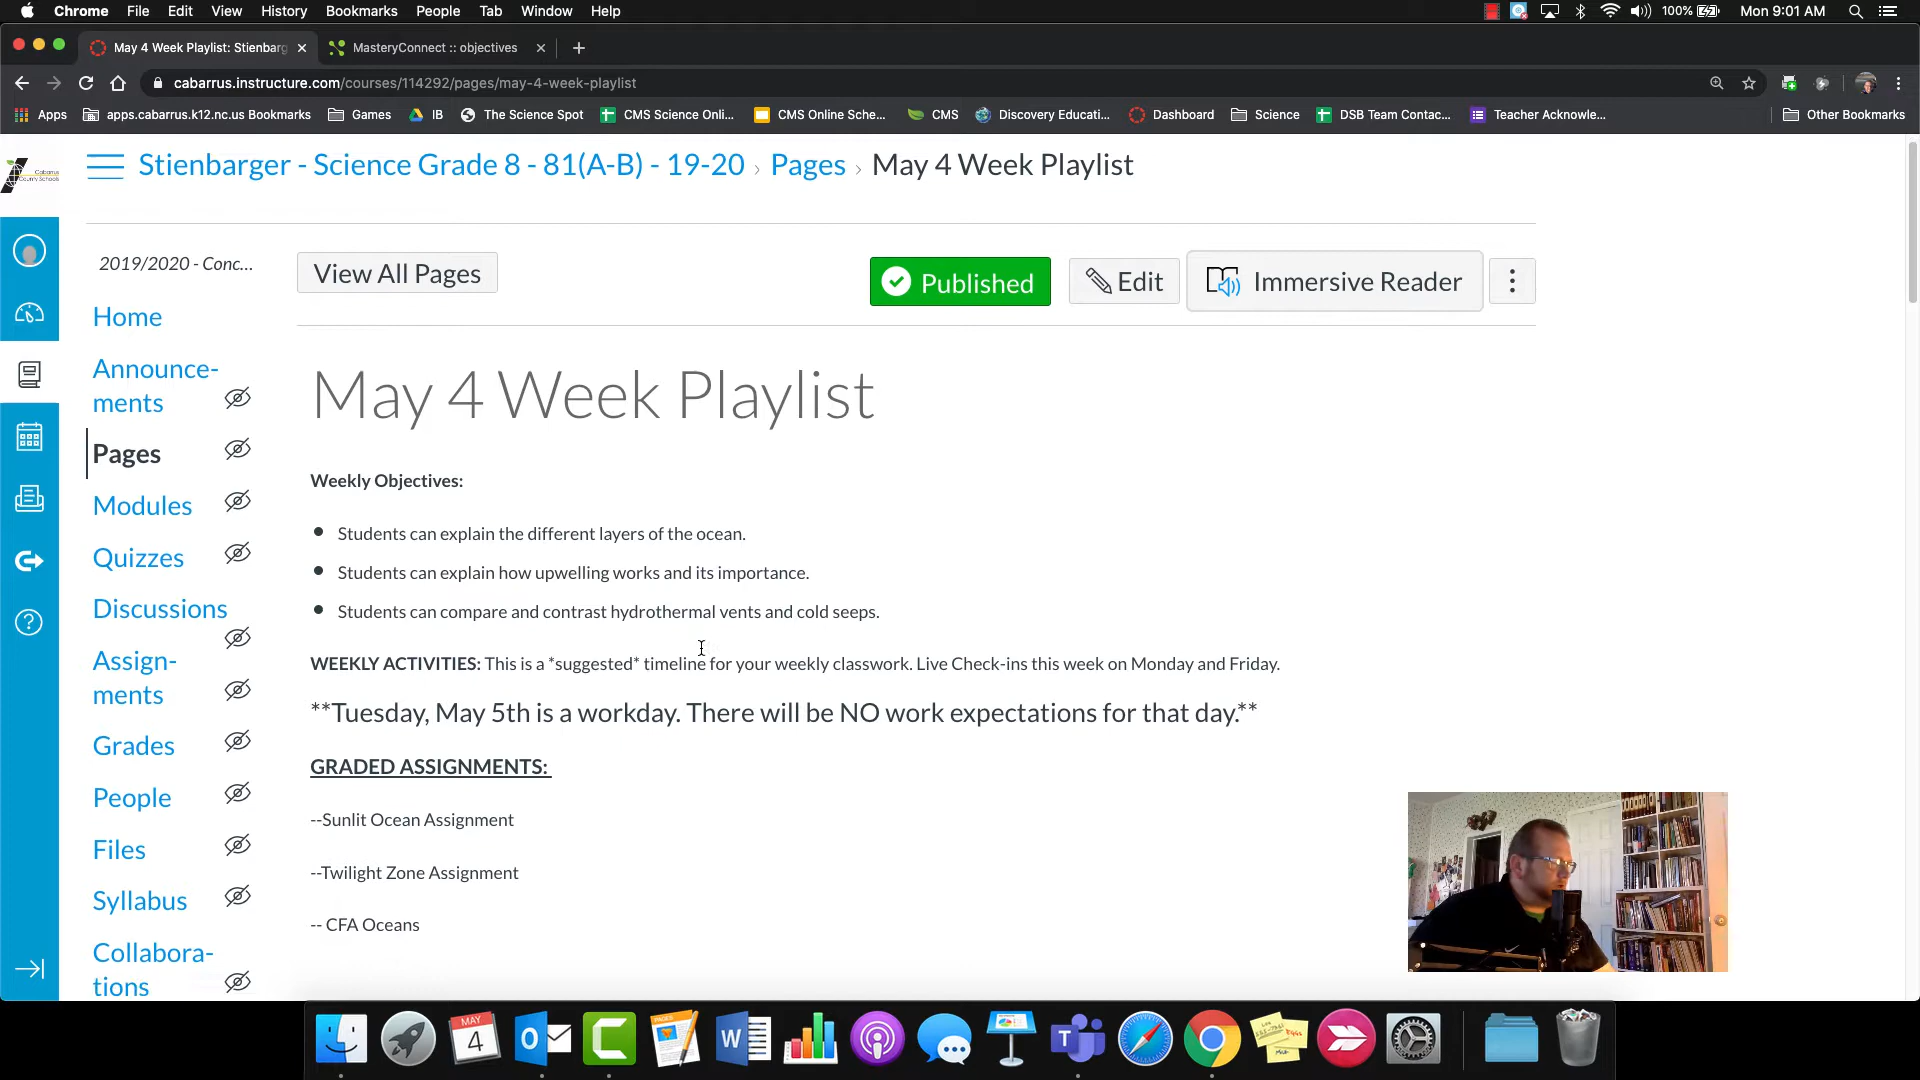 Chrome File Edit View History Bookmarks People Tab Window Help
100% Mon 9:01 AM
May 4 Week Playlist: Stienbarg
MasteryConnect :: objectives
cabarrus.instructure.com/courses/114292/pages/may-4-week-playlist
Apps apps.cabarrus.k12.nc.us Bookmarks Games IB The Science Spot CMS Science Onli... CMS Online Sche... CMS Discovery Educati... Dashboard Science DSB Team Contac... Teacher Acknowle... Other Bookmarks
Cabarrus
County Schools
Stienbarger - Science Grade 8 - 81(A-B) - 19-20 › Pages › May 4 Week Playlist
2019/2020 - Conc...
Home
Announce-
ments
Pages
Modules
Quizzes
Discussions
Assign-
ments
Grades
People
Files
Syllabus
Collabora-
tions
View All Pages
Published
Edit
Immersive Reader
May 4 Week Playlist
Weekly Objectives:
Students can explain the different layers of the ocean.
Students can explain how upwelling works and its importance.
Students can compare and contrast hydrothermal vents and cold seeps.
WEEKLY ACTIVITIES: This is a *suggested* timeline for your weekly classwork. Live Check-ins this week on Monday and Friday.
**Tuesday, May 5th is a workday. There will be NO work expectations for that day.**
GRADED ASSIGNMENTS:
--Sunlit Ocean Assignment
--Twilight Zone Assignment
-- CFA Oceans
MAY
4
PAGES